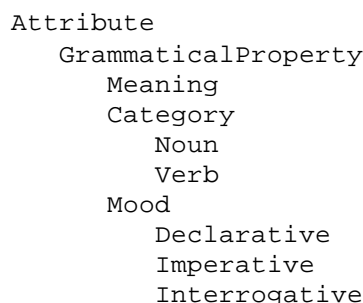 Attribute
GrammaticalProperty
Meaning
Category
Noun
Verb
Mood
Declarative
Imperative
Interrogative